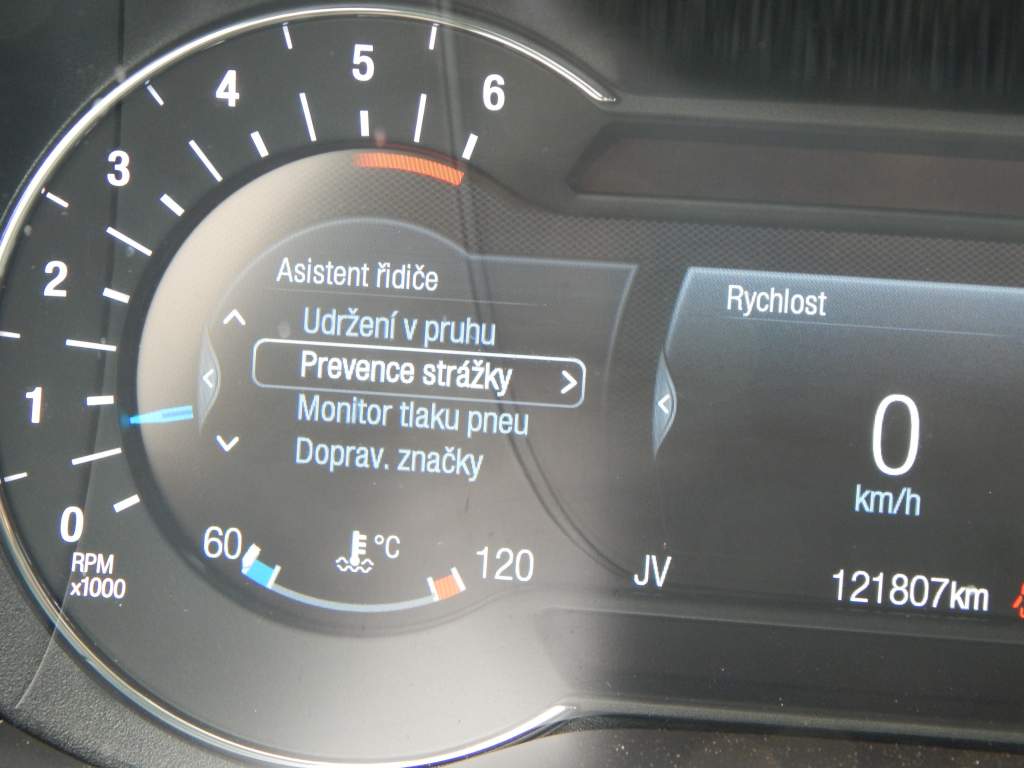 6
5
4
3
2
1
0
RPM
x1000
Asistent řidiče
Udržení v pruhu
Prevence strážky
Monitor tlaku pneu
Doprav. značky
60
°C
120
Rychlost
0
km/h
JV
121807km